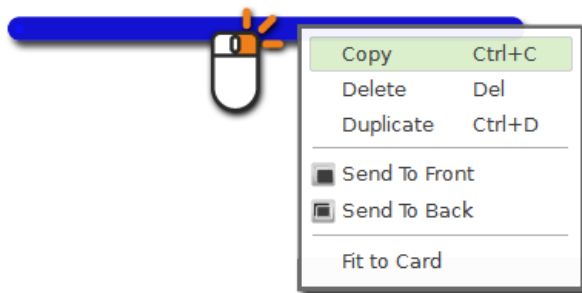 Copy Ctrl+C
Delete Del
Duplicate Ctrl+D
Send To Front
Send To Back
Fit to Card